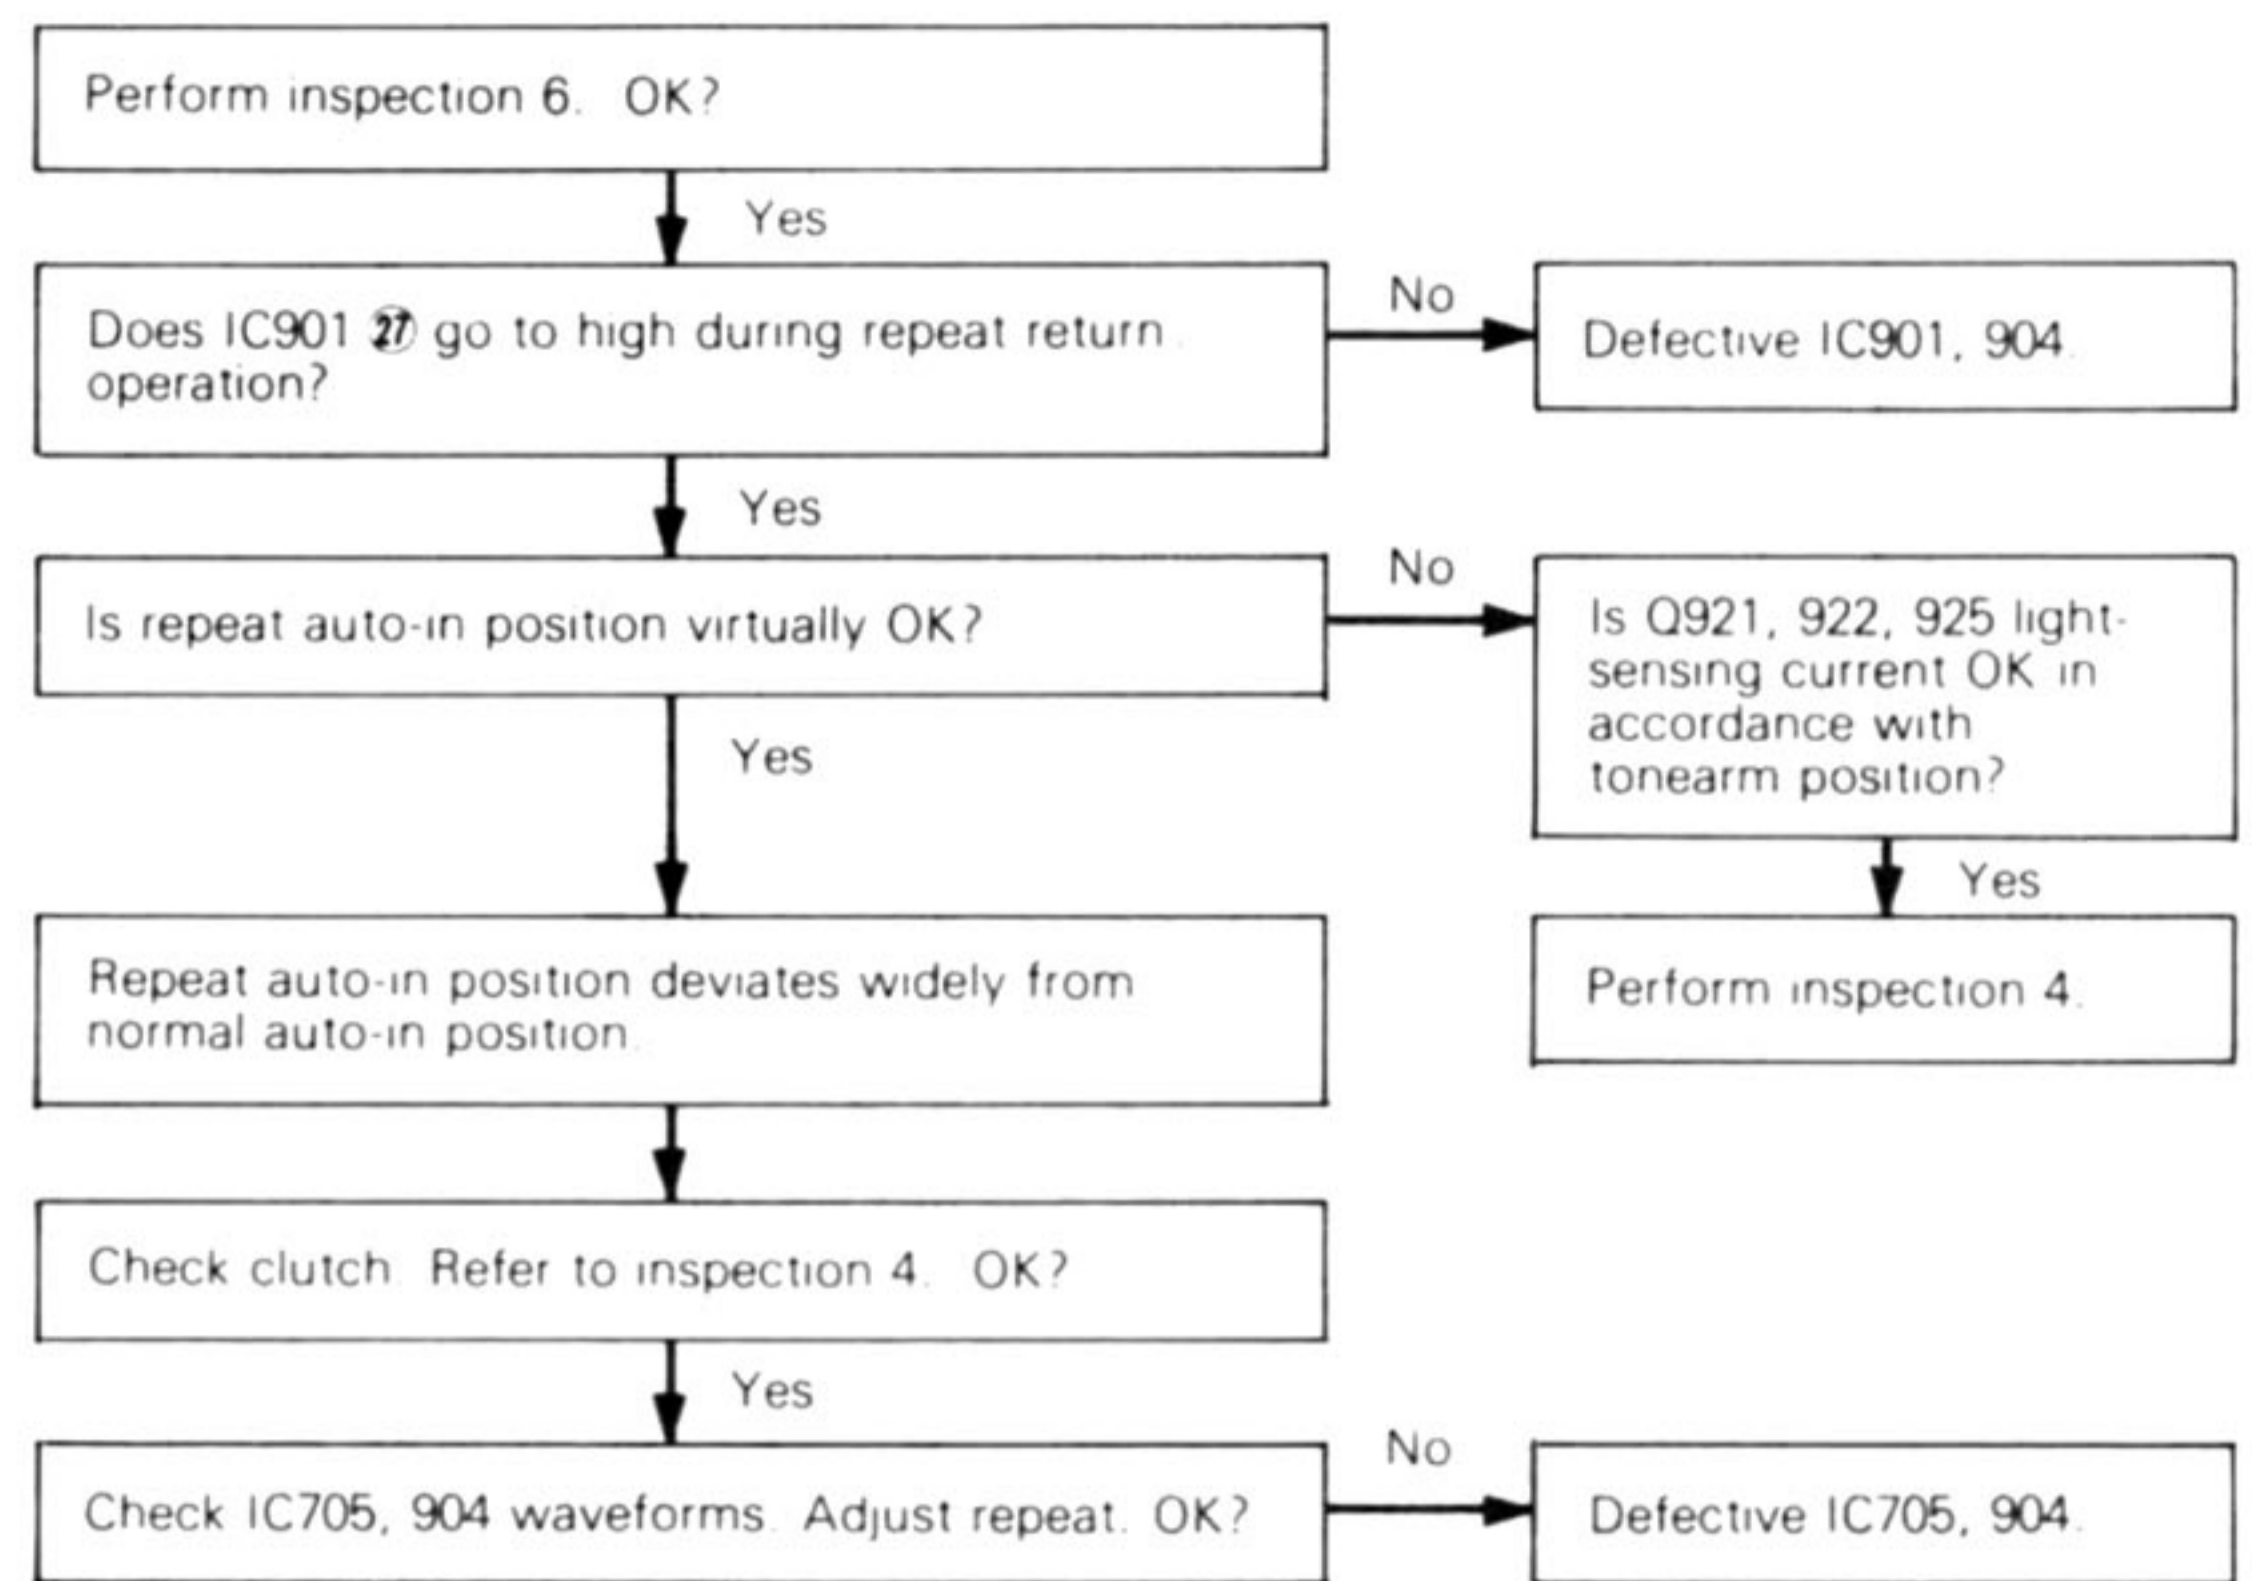 Perform inspection 6. OK?
Yes
Does IC901 ㉗ go to high during repeat return
operation?
No
Defective IC901, 904.
Yes
Is repeat auto-in position virtually OK?
No
Is Q921, 922, 925 light-
sensing current OK in
accordance with
tonearm position?
Yes
Perform inspection 4.
Yes
Repeat auto-in position deviates widely from
normal auto-in position.
Check clutch. Refer to inspection 4. OK?
Yes
Check IC705, 904 waveforms. Adjust repeat. OK?
No
Defective IC705, 904.